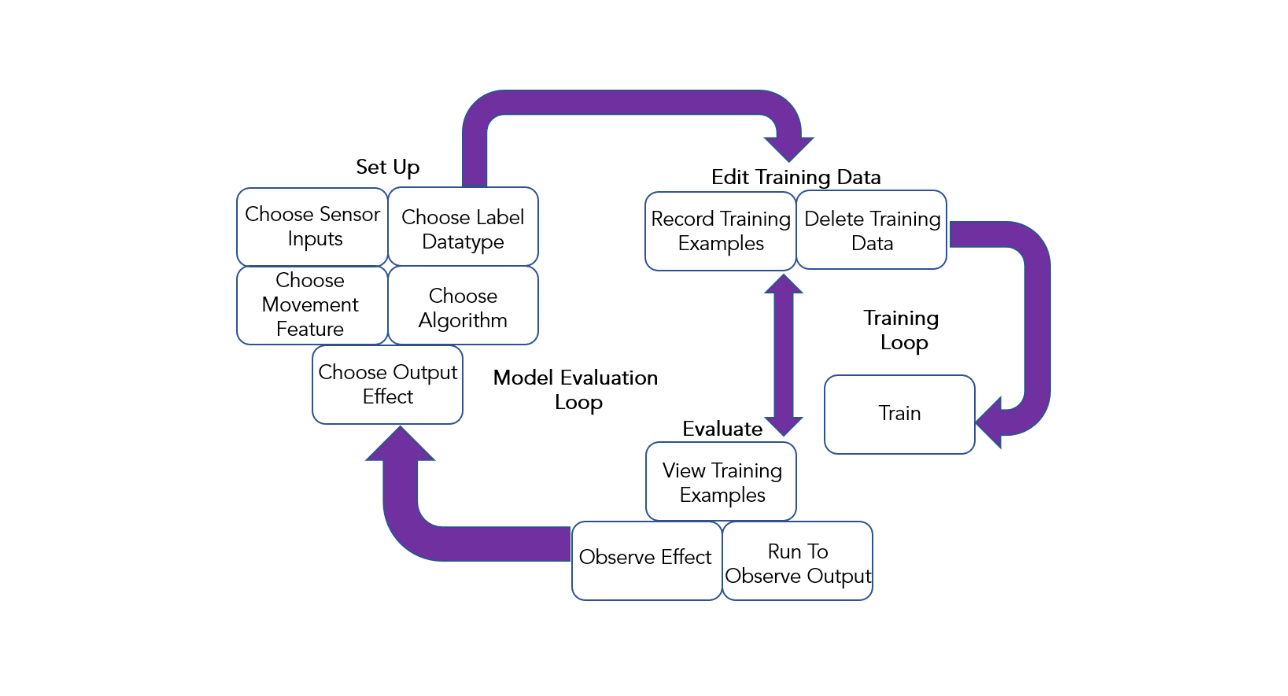 Set Up
Choose Sensor
Inputs
Choose Label
Datatype
Choose
Movement
Feature
Choose
Algorithm
Choose Output
Effect
Edit Training Data
Record Training
Examples
Delete Training
Data
Training
Loop
Train
Model Evaluation
Loop
Evaluate
View Training
Examples
Observe Effect
Run To
Observe Output